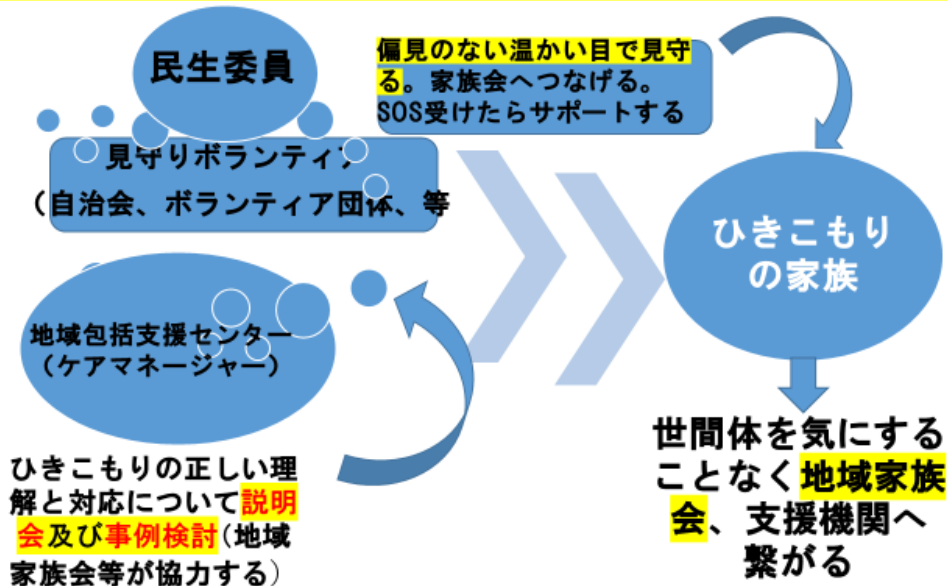 民生委員
偏見のない温かい目で見守
る。家族会へつなげる。
SOS受けたらサポートする
見守りボランティア
（自治会、ボランティア団体、等
ひきこもり
の家族
地域包括支援センター
（ケアマネージャー）
ひきこもりの正しい理
解と対応について説明
会及び事例検討（地域
家族会等が協力する）
世間体を気にする
ことなく地域家族
会、支援機関へ
繋がる